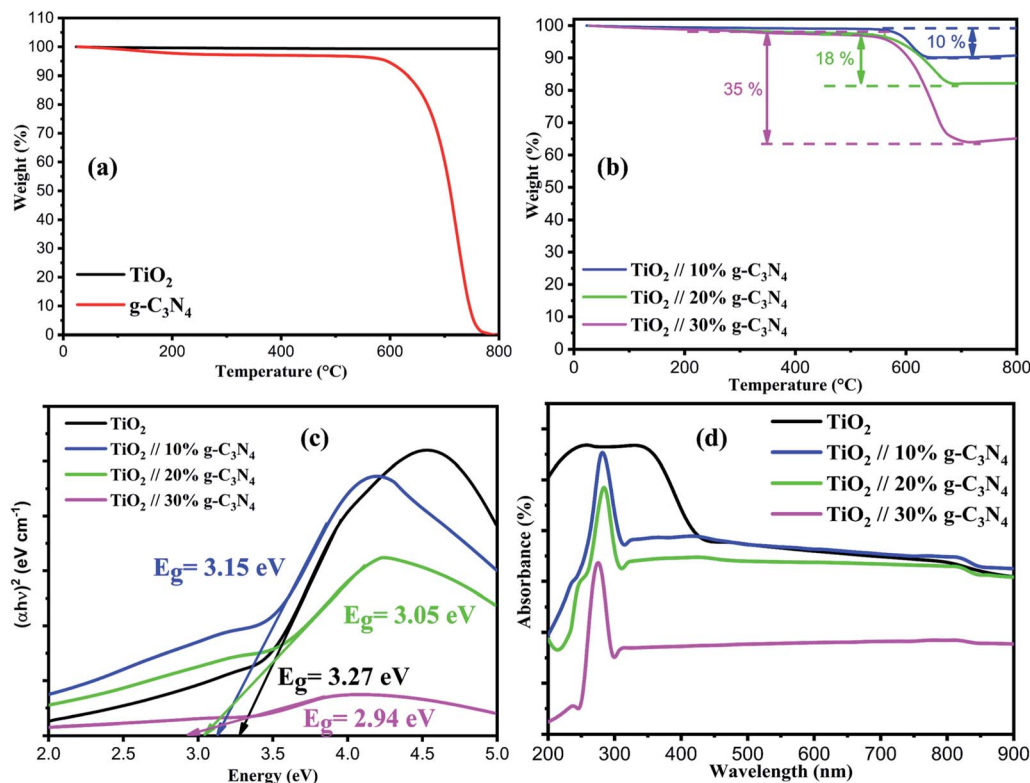 110
100
90
80
70
60
50
40
30
20
10
0
Weight (%)
(a)
TiO2
g-C3N4
0 200 400 600 800
Temperature (°C)
100
90
80
70
60
50
40
30
20
10
0
Weight (%)
10 %
18 %
35 %
(b)
TiO2 // 10% g-C3N4
TiO2 // 20% g-C3N4
TiO2 // 30% g-C3N4
0 200 400 600 800
Temperature (°C)
(αhν)² (eV cm⁻¹)
TiO2
TiO2 // 10% g-C3N4
TiO2 // 20% g-C3N4
TiO2 // 30% g-C3N4
(c)
Eg= 3.15 eV
Eg= 3.05 eV
Eg= 3.27 eV
Eg= 2.94 eV
2.0 2.5 3.0 3.5 4.0 4.5 5.0
Energy (eV)
Absorbance (%)
(d)
TiO2
TiO2 // 10% g-C3N4
TiO2 // 20% g-C3N4
TiO2 // 30% g-C3N4
200 300 400 500 600 700 800 900
Wavelength (nm)